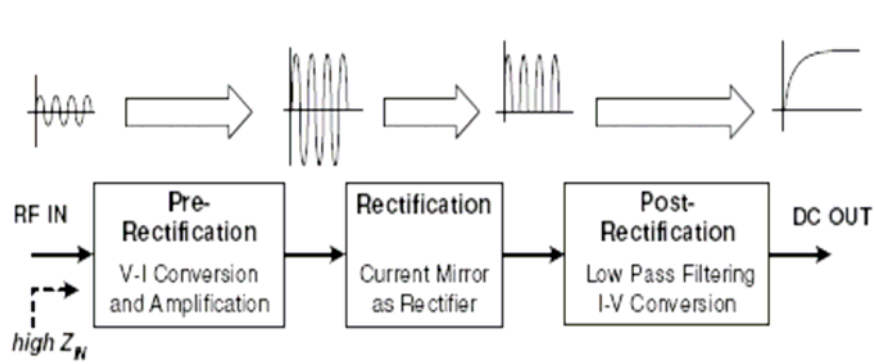 RF IN
Pre-
Rectification
V-I Conversion
and Amplification
Rectification
Current Mirror
as Rectifier
Post-
Rectification
Low Pass Filtering
I-V Conversion
DC OUT
high Z_IN